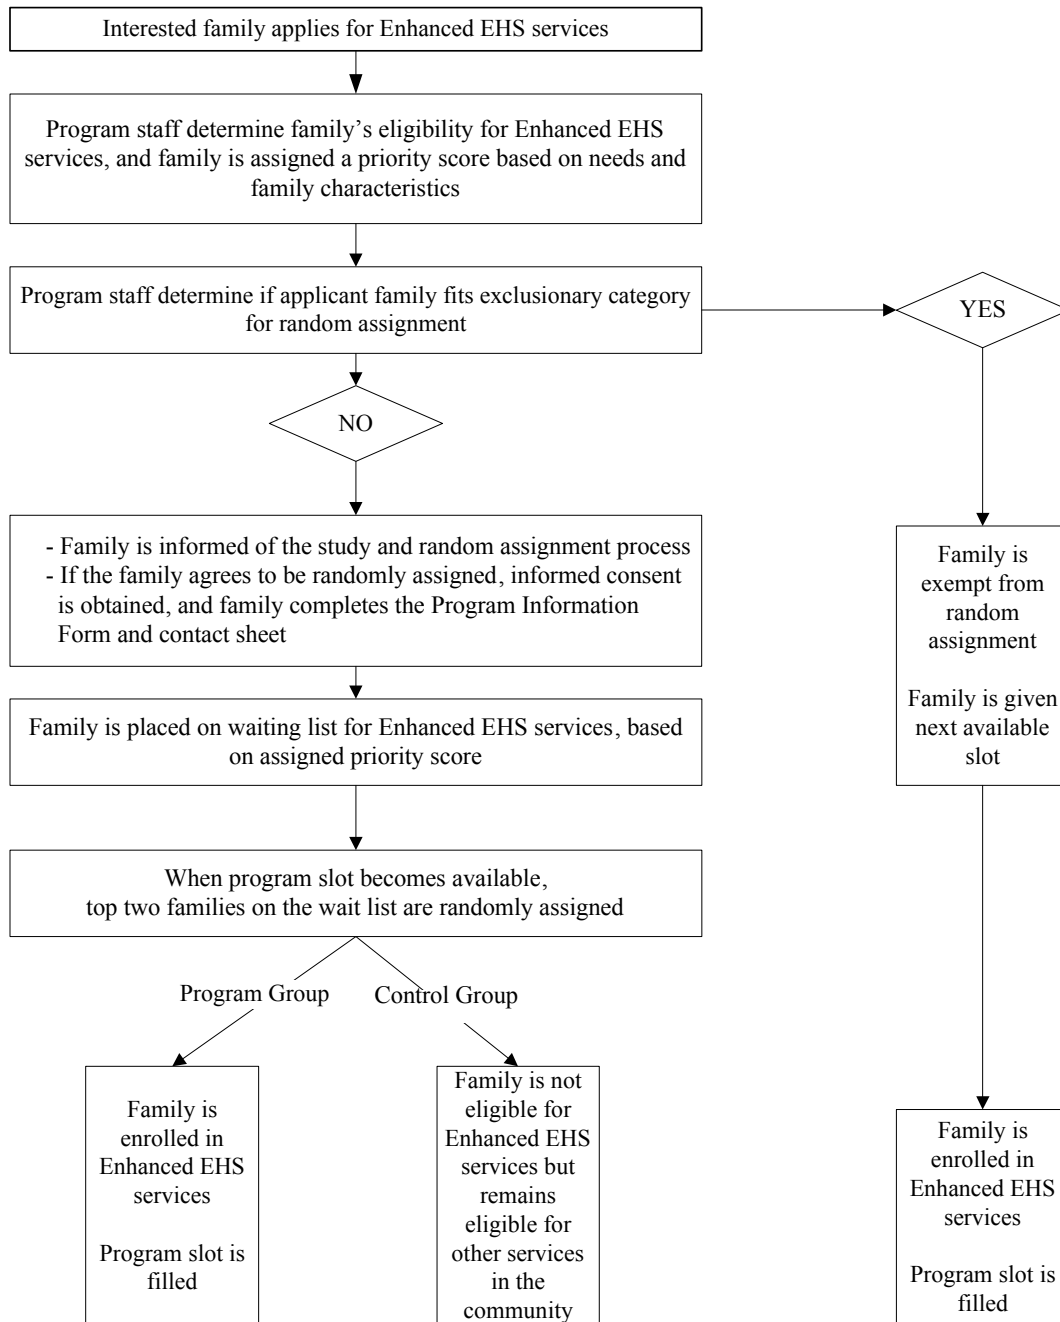 Interested family applies for Enhanced EHS services
Program staff determine family's eligibility for Enhanced EHS
services, and family is assigned a priority score based on needs and
family characteristics
Program staff determine if applicant family fits exclusionary category
for random assignment
YES
NO
- Family is informed of the study and random assignment process
- If the family agrees to be randomly assigned, informed consent
is obtained, and family completes the Program Information
Form and contact sheet
Family is
exempt from
random
assignment
Family is given
next available
slot
Family is placed on waiting list for Enhanced EHS services, based
on assigned priority score
When program slot becomes available,
top two families on the wait list are randomly assigned
Program Group
Control Group
Family is
enrolled in
Enhanced EHS
services
Program slot is
filled
Family is not
eligible for
Enhanced EHS
services but
remains
eligible for
other services
in the
community
Family is
enrolled in
Enhanced EHS
services
Program slot is
filled